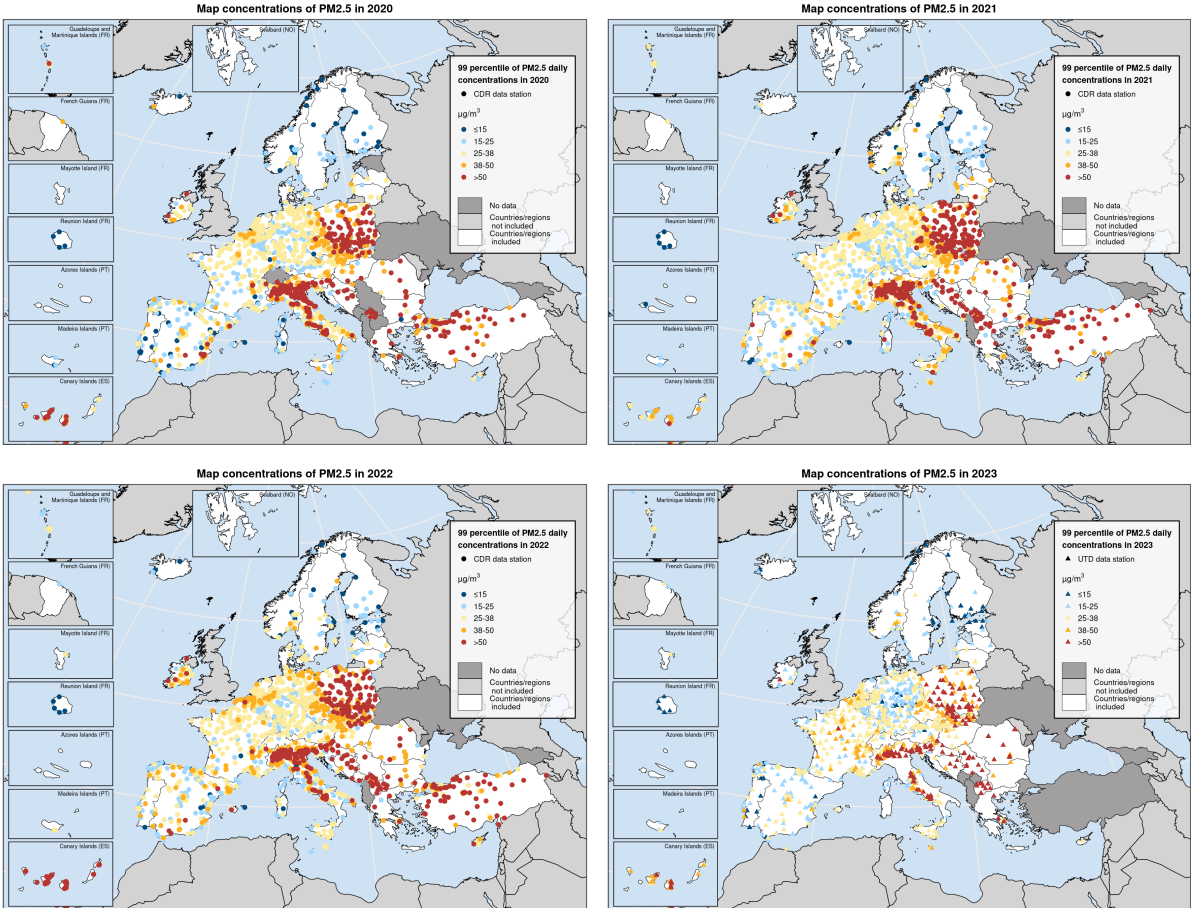 Map concentrations of PM2.5 in 2020
Guadeloupe and
Martinique Islands (FR)
Svalbard (NO)
French Guiana (FR)
Mayotte Island (FR)
Reunion Island (FR)
Azores Islands (PT)
Madeira Islands (PT)
Canary Islands (ES)
99 percentile of PM2.5 daily
concentrations in 2020
CDR data station
µg/m³
≤15
15-25
25-38
38-50
>50
No data
Countries/regions
not included
Countries/regions
included
Map concentrations of PM2.5 in 2021
Guadeloupe and
Martinique Islands (FR)
Svalbard (NO)
French Guiana (FR)
Mayotte Island (FR)
Reunion Island (FR)
Azores Islands (PT)
Madeira Islands (PT)
Canary Islands (ES)
99 percentile of PM2.5 daily
concentrations in 2021
CDR data station
µg/m³
≤15
15-25
25-38
38-50
>50
No data
Countries/regions
not included
Countries/regions
included
Map concentrations of PM2.5 in 2022
Guadeloupe and
Martinique Islands (FR)
Svalbard (NO)
French Guiana (FR)
Mayotte Island (FR)
Reunion Island (FR)
Azores Islands (PT)
Madeira Islands (PT)
Canary Islands (ES)
99 percentile of PM2.5 daily
concentrations in 2022
CDR data station
µg/m³
≤15
15-25
25-38
38-50
>50
No data
Countries/regions
not included
Countries/regions
included
Map concentrations of PM2.5 in 2023
Guadeloupe and
Martinique Islands (FR)
Svalbard (NO)
French Guiana (FR)
Mayotte Island (FR)
Reunion Island (FR)
Azores Islands (PT)
Madeira Islands (PT)
Canary Islands (ES)
99 percentile of PM2.5 daily
concentrations in 2023
UTD data station
µg/m³
≤15
15-25
25-38
38-50
>50
No data
Countries/regions
not included
Countries/regions
included